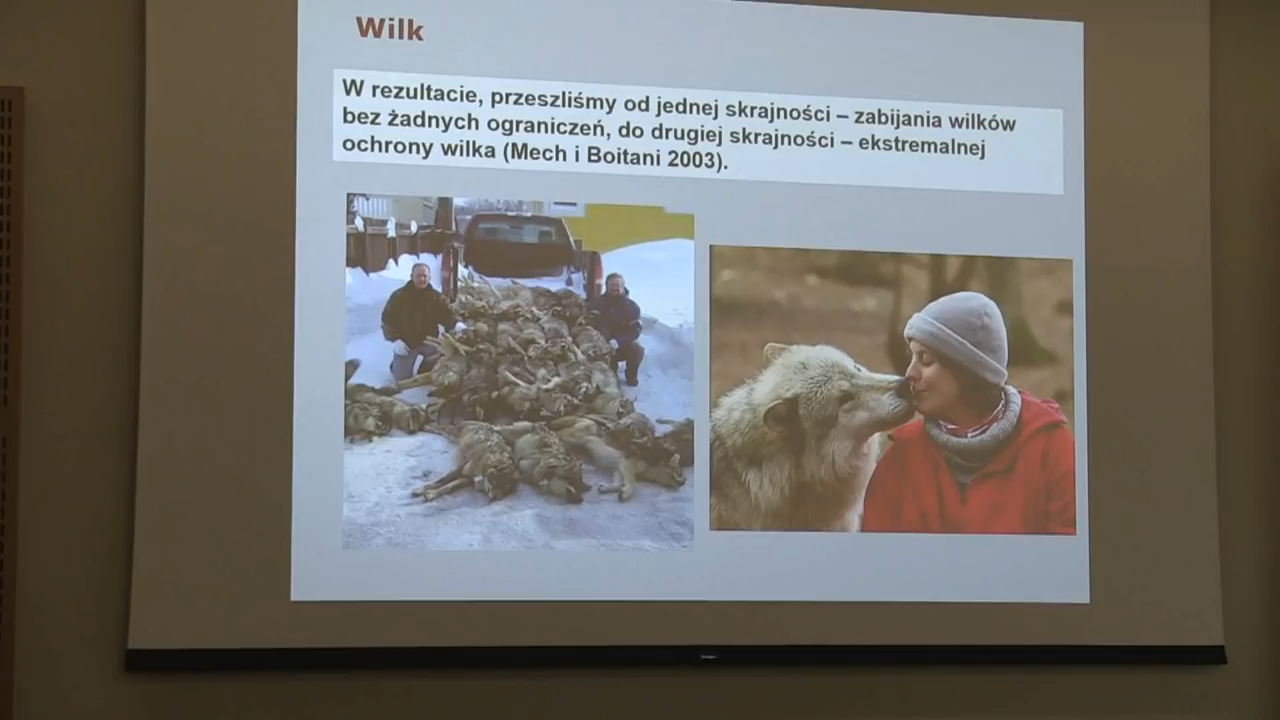 Wilk
W rezultacie, przeszliśmy od jednej skrajności – zabijania wilków
bez żadnych ograniczeń, do drugiej skrajności – ekstremalnej
ochrony wilka (Mech i Boitani 2003).